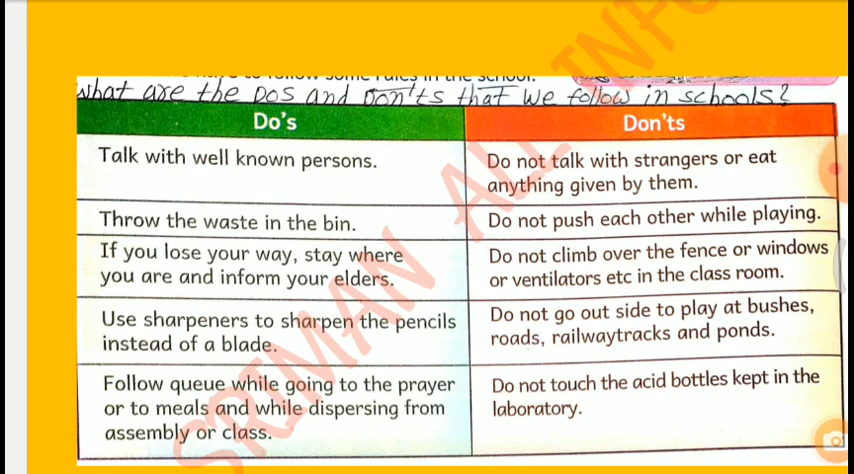 what are the DOS and Don'ts that we follow in schools?
Do's
Don'ts
Talk with well known persons.
Do not talk with strangers or eat
anything given by them.
Throw the waste in the bin.
Do not push each other while playing.
If you lose your way, stay where
you are and inform your elders.
Do not climb over the fence or windows
or ventilators etc in the class room.
Use sharpeners to sharpen the pencils
instead of a blade.
Do not go out side to play at bushes,
roads, railwaytracks and ponds.
Follow queue while going to the prayer
or to meals and while dispersing from
assembly or class.
Do not touch the acid bottles kept in the
laboratory.
SRIMAN ALL INFO